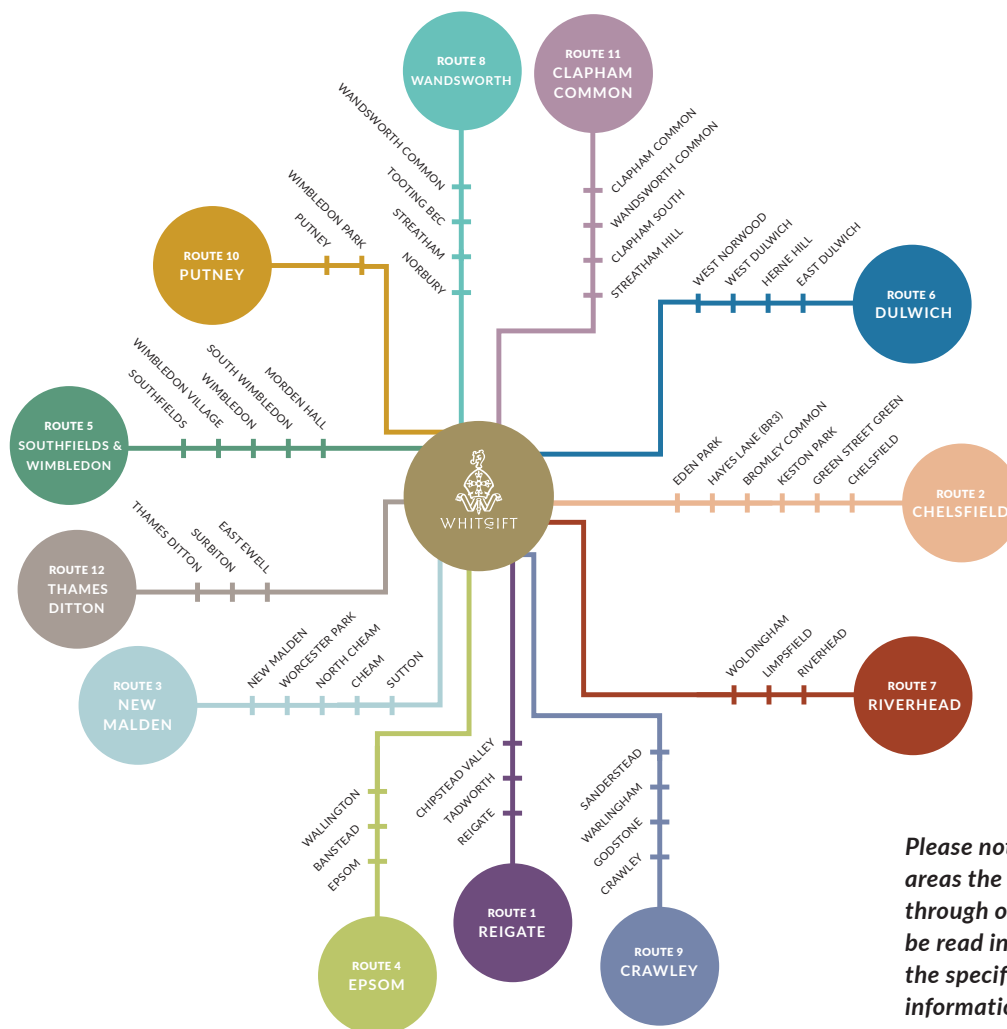 ROUTE 8
WANDSWORTH
WANDSWORTH COMMON
TOOTING BEC
STREATHAM
NORBURY
ROUTE 11
CLAPHAM
COMMON
CLAPHAM COMMON
WANDSWORTH COMMON
CLAPHAM SOUTH
STREATHAM HILL
ROUTE 10
PUTNEY
PUTNEY
WIMBLEDON PARK
WEST NORWOOD
WEST DULWICH
HERNE HILL
EAST DULWICH
ROUTE 6
DULWICH
ROUTE 5
SOUTHFIELDS &
WIMBLEDON
SOUTHFIELDS
WIMBLEDON VILLAGE
WIMBLEDON
SOUTH WIMBLEDON
MORDEN HALL
WHITGIFT
EDEN PARK
HAYES LANE (BR3)
BROMLEY COMMON
KESTON PARK
GREEN STREET GREEN
CHELSFIELD
ROUTE 2
CHELSFIELD
ROUTE 12
THAMES
DITTON
THAMES DITTON
SURBITON
EAST EWELL
ROUTE 3
NEW
MALDEN
NEW MALDEN
WORCESTER PARK
NORTH CHEAM
CHEAM
SUTTON
WOLDINGHAM
LIMPSFIELD
RIVERHEAD
ROUTE 7
RIVERHEAD
WALLINGTON
BANSTEAD
EPSOM
ROUTE 4
EPSOM
CHIPSTEAD VALLEY
TADWORTH
REIGATE
ROUTE 1
REIGATE
SANDERSTEAD
WARLINGHAM
GODSTONE
CRAWLEY
ROUTE 9
CRAWLEY
Please not
areas the
through o
be read in
the specif
informatio